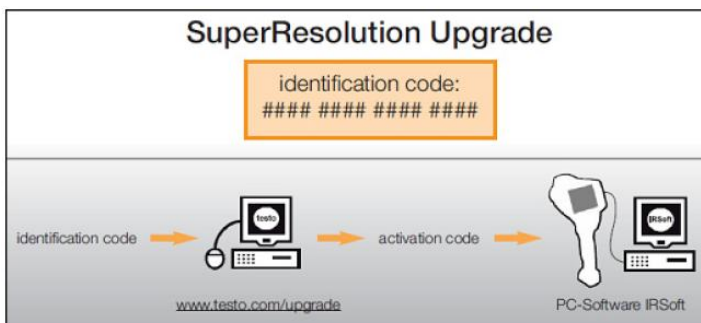 SuperResolution Upgrade
identification code:
#### #### #### ####
identification code
testo
activation code
IRSoft
www.testo.com/upgrade
PC-Software IRSoft